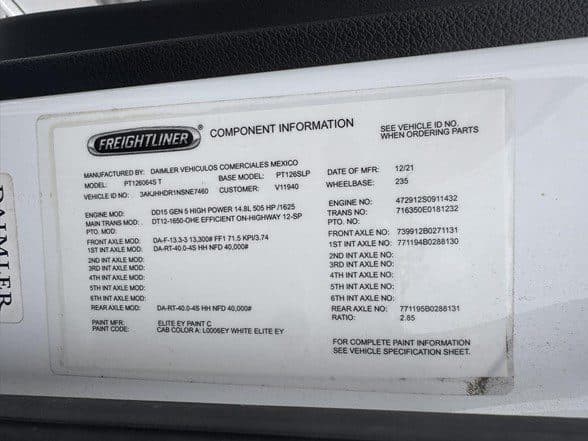 FREIGHTLINER ® COMPONENT INFORMATION
SEE VEHICLE ID NO.
WHEN ORDERING PARTS
MANUFACTURED BY: DAIMLER VEHICULOS COMERCIALES MEXICO DATE OF MFR: 12/21
MODEL: PT126064S T BASE MODEL: PT126SLP WHEELBASE: 235
VEHICLE ID NO: 3AKJHHDR1NSNE7460 CUSTOMER: V11940
ENGINE MOD: DD15 GEN 5 HIGH POWER 14.8L 505 HP /1625 ENGINE NO: 472912S0911432
MAIN TRANS MOD: DT12-1650-OHE EFFICIENT ON-HIGHWAY 12-SP TRANS NO: 716350E0181232
PTO. MOD: PTO. NO:
FRONT AXLE MOD: DA-F-13.3-3 13,300# FF1 71.5 KPI/3.74 FRONT AXLE NO: 739912B0271131
1ST INT AXLE MOD: DA-RT-40.0-4S HH NFD 40,000# 1ST INT AXLE NO: 771194B0288130
2ND INT AXLE MOD: 2ND INT AXLE NO:
3RD INT AXLE MOD: 3RD INT AXLE NO:
4TH INT AXLE MOD: 4TH INT AXLE NO:
5TH INT AXLE MOD: 5TH INT AXLE NO:
6TH INT AXLE MOD: 6TH INT AXLE NO:
REAR AXLE MOD: DA-RT-40.0-4S HH NFD 40,000# REAR AXLE NO: 771195B0288131
RATIO: 2.85
PAINT MFR: ELITE EY PAINT C
PAINT CODE: CAB COLOR A: L0006EY WHITE ELITE EY
FOR COMPLETE PAINT INFORMATION
SEE VEHICLE SPECIFICATION SHEET.
DAIMLER